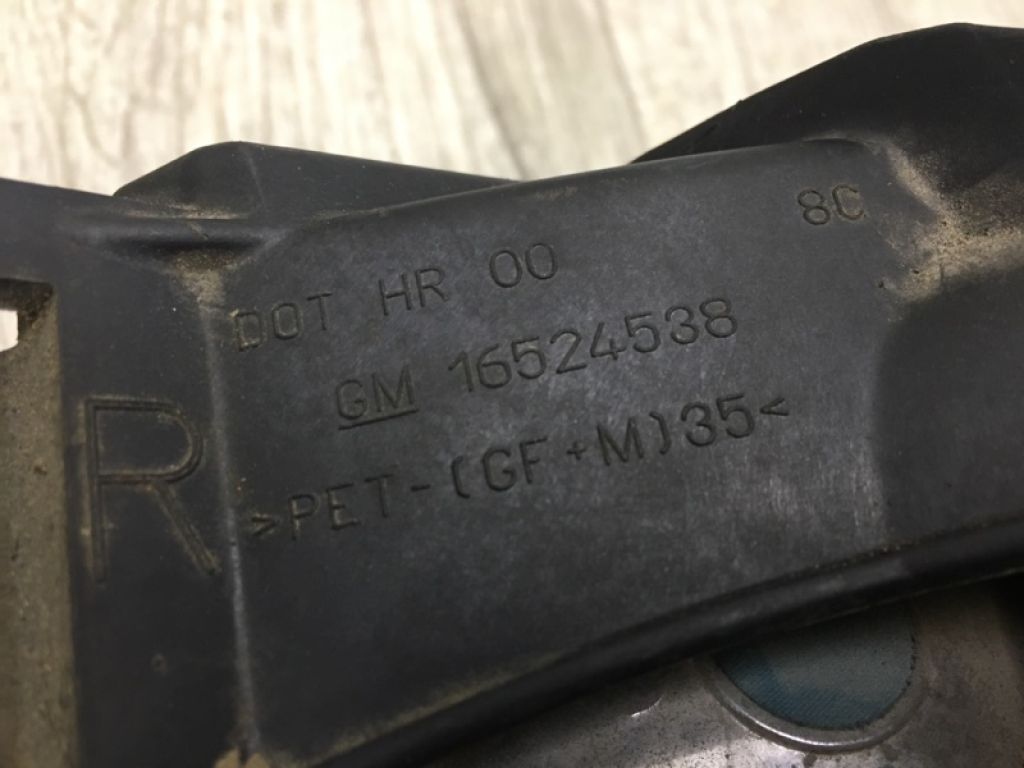 8C
DOT HR 00
GM 16524538
>PET-(GF+M)35<
R